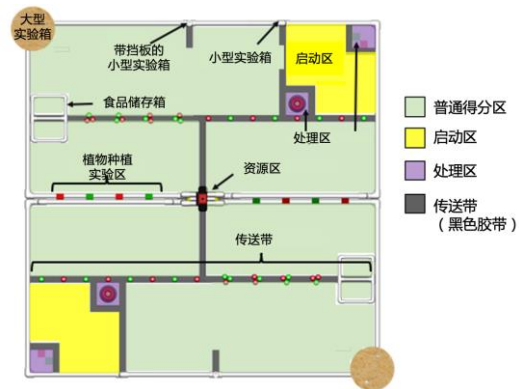 大型
实验箱
带挡板的
小型实验箱
小型实验箱
启动区
食品储存箱
处理区
植物种植
实验区
资源区
传送带
普通得分区
启动区
处理区
传送带
（黑色胶带）